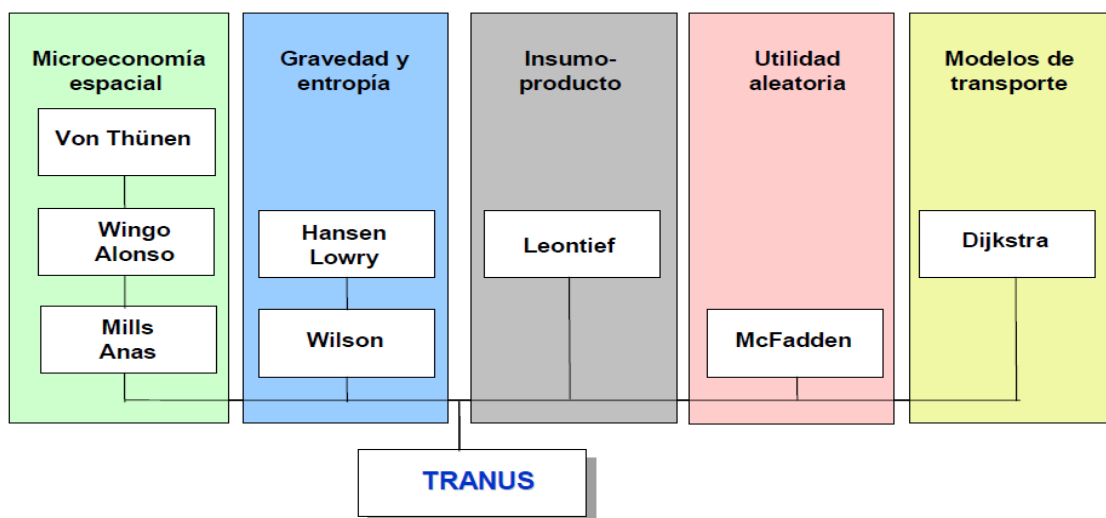 Microeconomía
espacial
Von Thünen
Wingo
Alonso
Mills
Anas
Gravedad y
entropía
Hansen
Lowry
Wilson
Insumo-
producto
Leontief
Utilidad
aleatoria
McFadden
Modelos de
transporte
Dijkstra
TRANUS